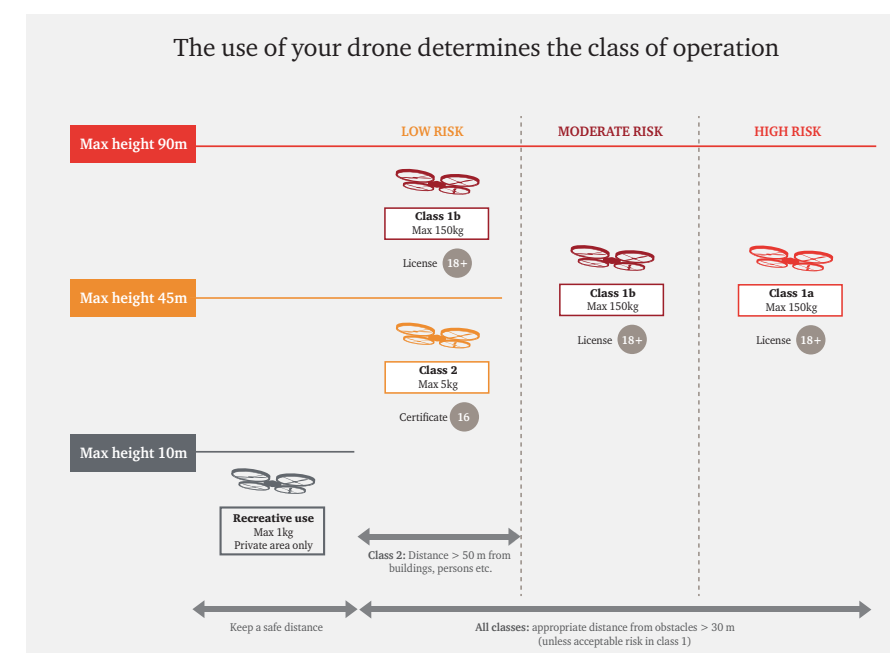 The use of your drone determines the class of operation
LOW RISK
MODERATE RISK
HIGH RISK
Max height 90m
Class 1b
Max 150kg
License 18+
Max height 45m
Class 1b
Max 150kg
License 18+
Class 1a
Max 150kg
License 18+
Class 2
Max 5kg
Certificate 16
Max height 10m
Recreative use
Max 1kg
Private area only
Class 2: Distance > 50 m from
buildings, persons etc.
Keep a safe distance
All classes: appropriate distance from obstacles > 30 m
(unless acceptable risk in class 1)